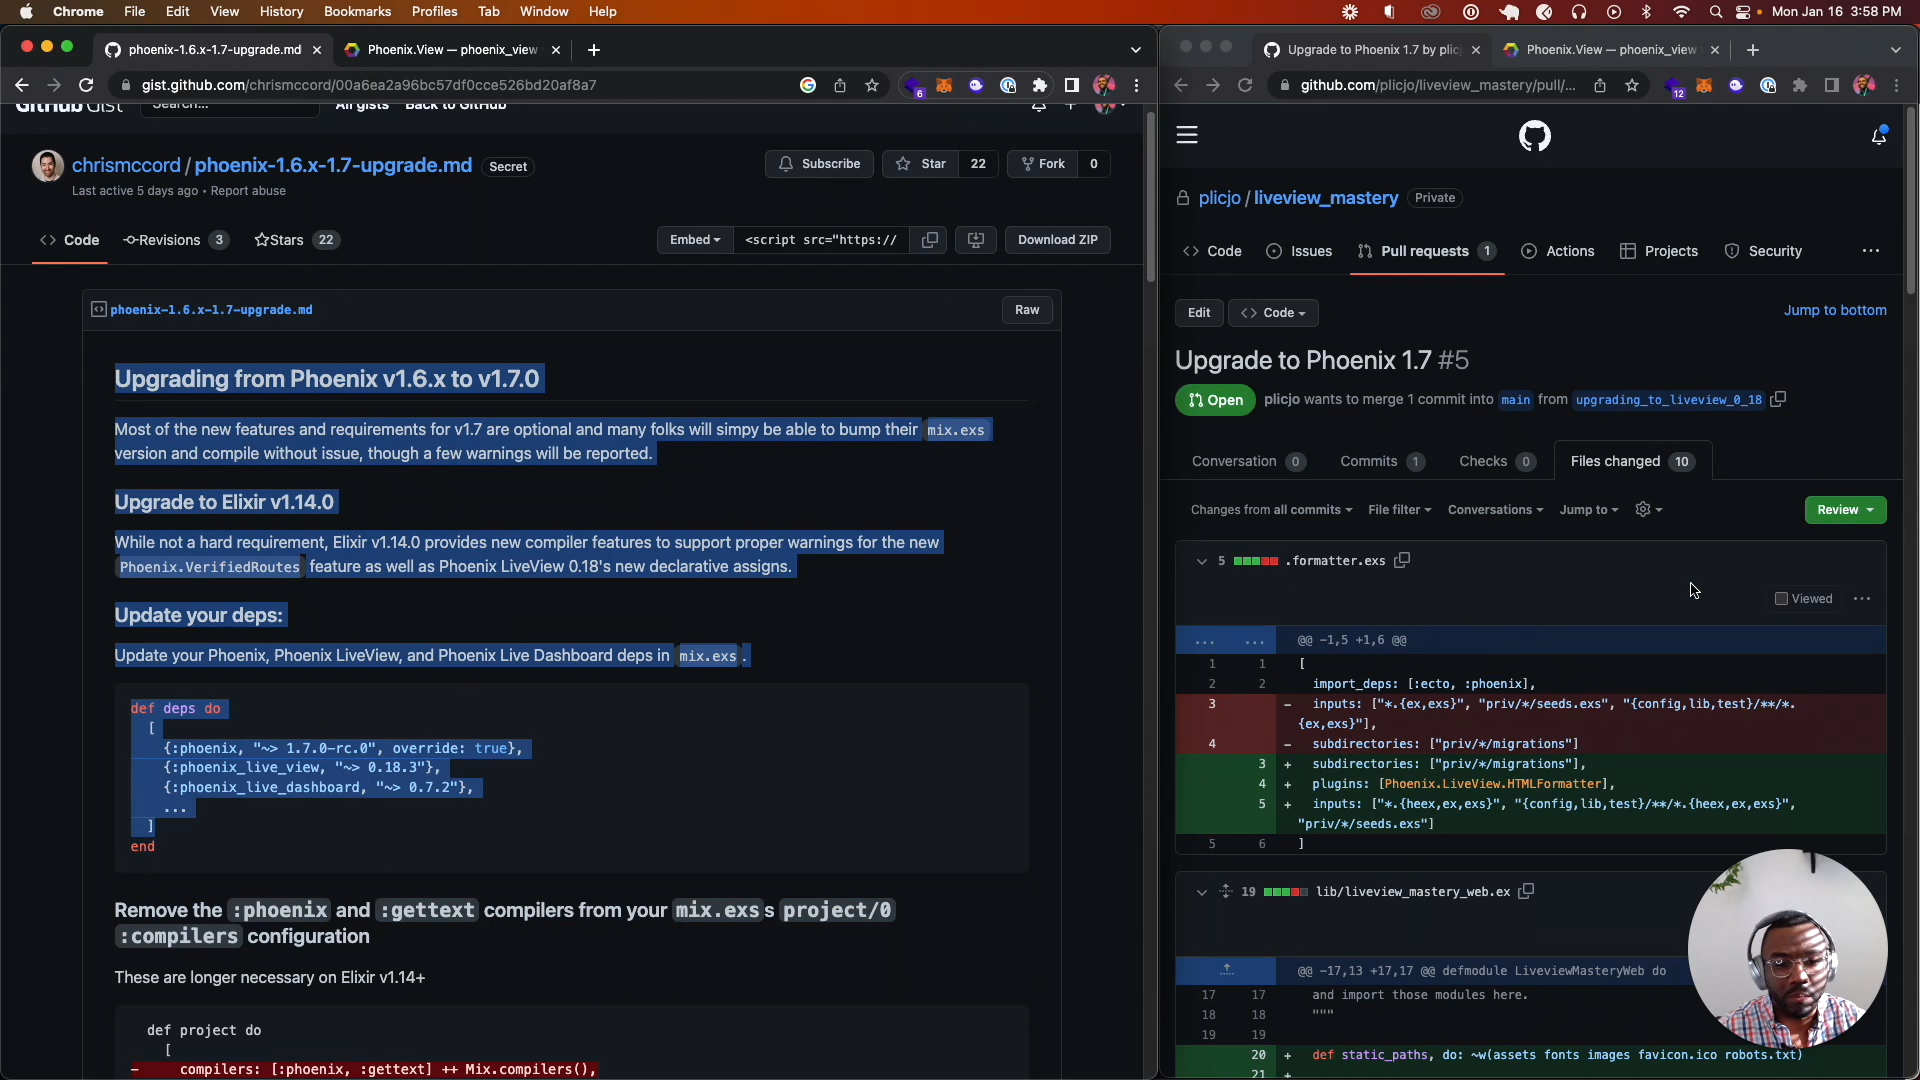 Chrome File Edit View History Bookmarks Profiles Tab Window Help
Mon Jan 16 3:58 PM
phoenix-1.6.x-1.7-upgrade.md
Phoenix.View — phoenix_view
gist.github.com/chrismccord/00a6ea2a96bc57df0cce526bd20af8a7
6
GitHub Gist Search... All gists Back to GitHub
chrismccord / phoenix-1.6.x-1.7-upgrade.md Secret
Last active 5 days ago • Report abuse
Subscribe Star 22 Fork 0
Code Revisions 3 Stars 22
Embed <script src="https:// Download ZIP
phoenix-1.6.x-1.7-upgrade.md Raw
Upgrading from Phoenix v1.6.x to v1.7.0
Most of the new features and requirements for v1.7 are optional and many folks will simpy be able to bump their mix.exs
version and compile without issue, though a few warnings will be reported.
Upgrade to Elixir v1.14.0
While not a hard requirement, Elixir v1.14.0 provides new compiler features to support proper warnings for the new
Phoenix.VerifiedRoutes feature as well as Phoenix LiveView 0.18's new declarative assigns.
Update your deps:
Update your Phoenix, Phoenix LiveView, and Phoenix Live Dashboard deps in mix.exs .
def deps do
[
{:phoenix, "~> 1.7.0-rc.0", override: true},
{:phoenix_live_view, "~> 0.18.3"},
{:phoenix_live_dashboard, "~> 0.7.2"},
...
]
end
Remove the :phoenix and :gettext compilers from your mix.exs s project/0
:compilers configuration
These are longer necessary on Elixir v1.14+
def project do
[
- compilers: [:phoenix, :gettext] ++ Mix.compilers(),
Upgrade to Phoenix 1.7 by plicj
Phoenix.View — phoenix_view
github.com/plicjo/liveview_mastery/pull/...
12
plicjo / liveview_mastery Private
Code Issues Pull requests 1 Actions Projects Security ...
Edit Code Jump to bottom
Upgrade to Phoenix 1.7 #5
Open plicjo wants to merge 1 commit into main from upgrading_to_liveview_0_18
Conversation 0 Commits 1 Checks 0 Files changed 10
Changes from all commits File filter Conversations Jump to Review
5 .formatter.exs
Viewed ...
... ... @@ -1,5 +1,6 @@
1 1 [
2 2 import_deps: [:ecto, :phoenix],
3 - inputs: ["*.{ex,exs}", "priv/*/seeds.exs", "{config,lib,test}/**/*.
{ex,exs}"],
4 - subdirectories: ["priv/*/migrations"]
3 + subdirectories: ["priv/*/migrations"],
4 + plugins: [Phoenix.LiveView.HTMLFormatter],
5 + inputs: ["*.{heex,ex,exs}", "{config,lib,test}/**/*.{heex,ex,exs}",
"priv/*/seeds.exs"]
5 6 ]
19 lib/liveview_mastery_web.ex
@@ -17,13 +17,17 @@ defmodule LiveviewMasteryWeb do
17 17 and import those modules here.
18 18 """
19 19
20 + def static_paths, do: ~w(assets fonts images favicon.ico robots.txt)
21 +